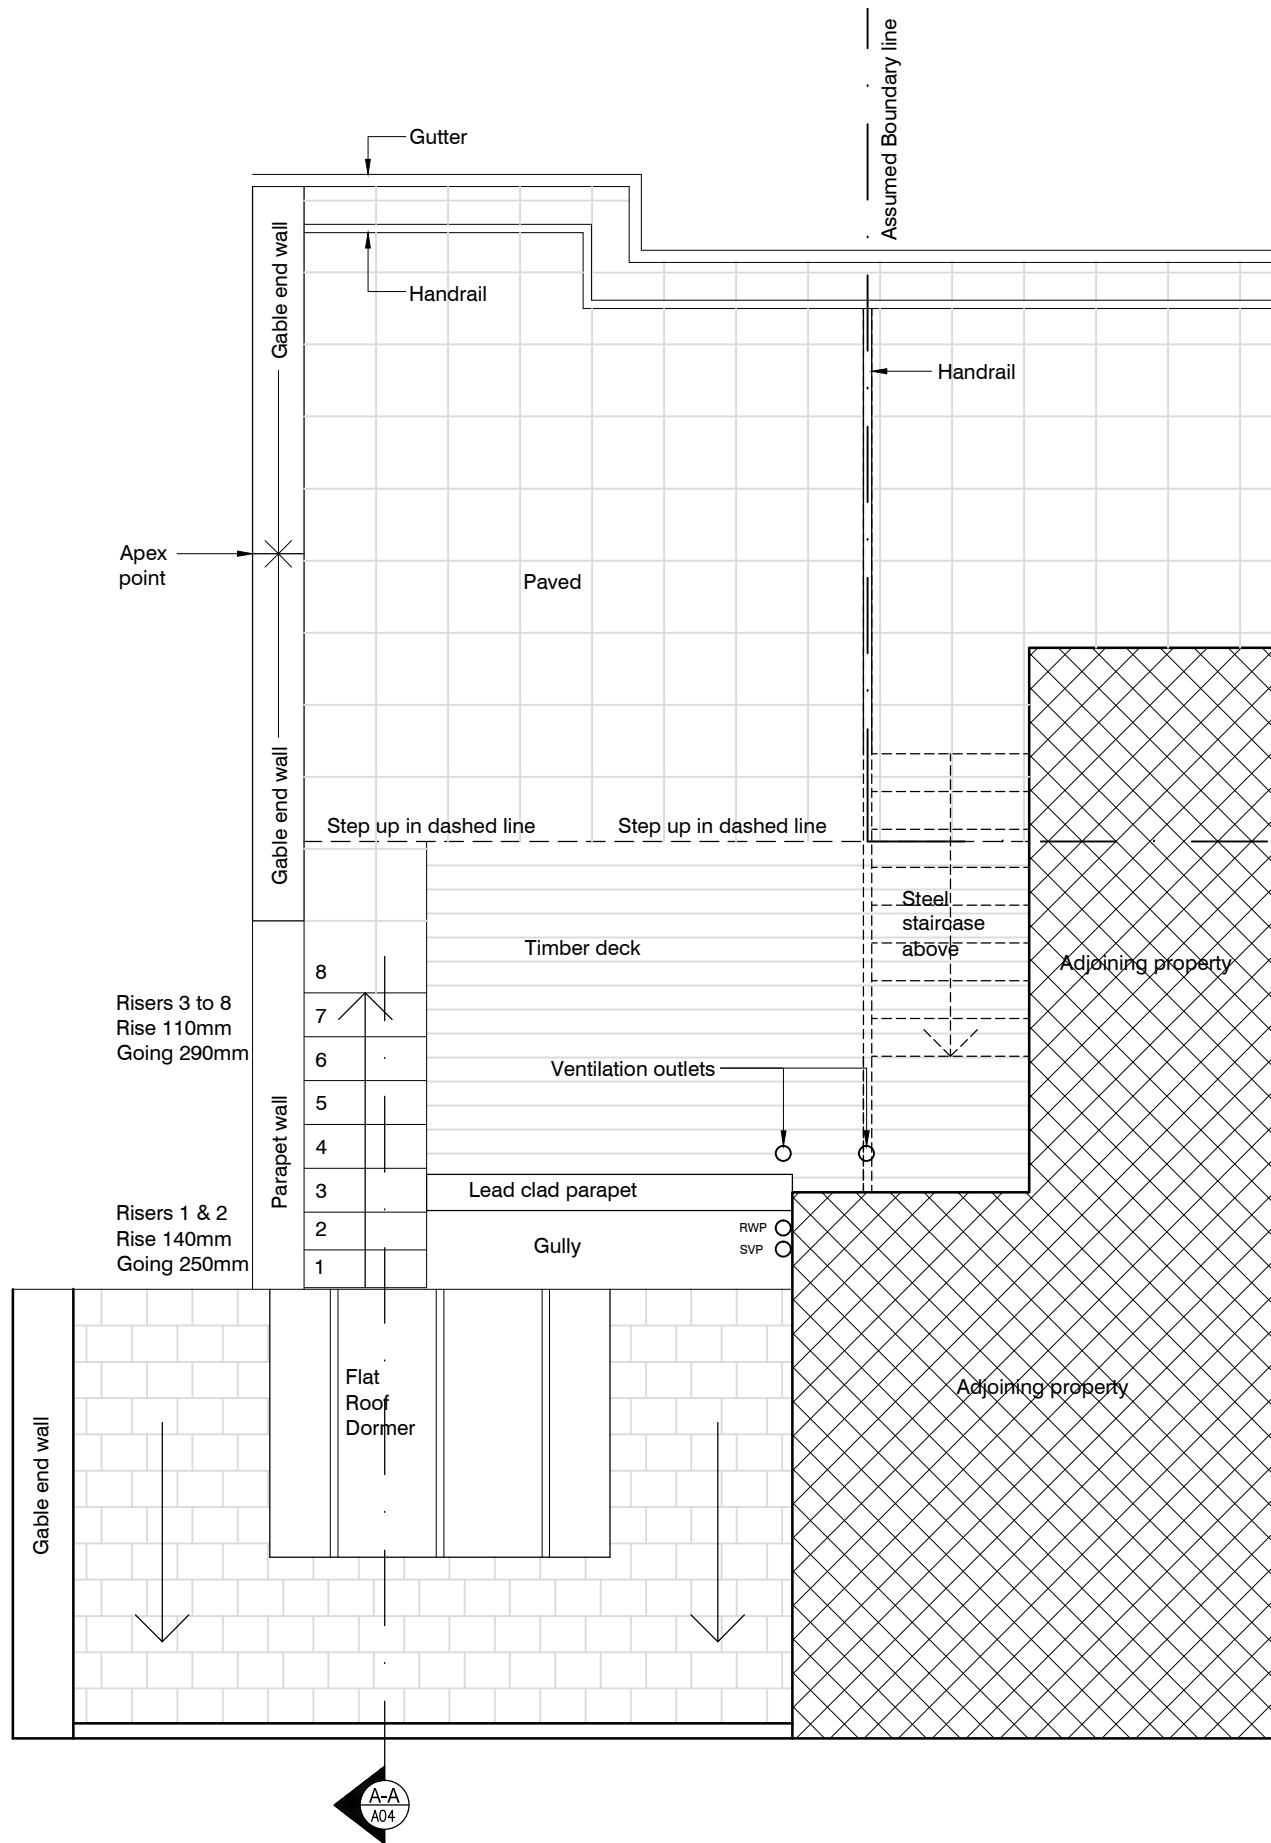 Assumed Boundary line
Gutter
Gable end wall
Handrail
Handrail
Apex
point
Paved
Gable end wall
Step up in dashed line
Step up in dashed line
Steel
staircase
above
Timber deck
Adjoining property
8
7
6
5
4
3
2
1
Risers 3 to 8
Rise 110mm
Going 290mm
Ventilation outlets
Parapet wall
Lead clad parapet
Risers 1 & 2
Rise 140mm
Going 250mm
RWP
SVP
Gully
Flat
Roof
Dormer
Adjoining property
Gable end wall
A-A
A04